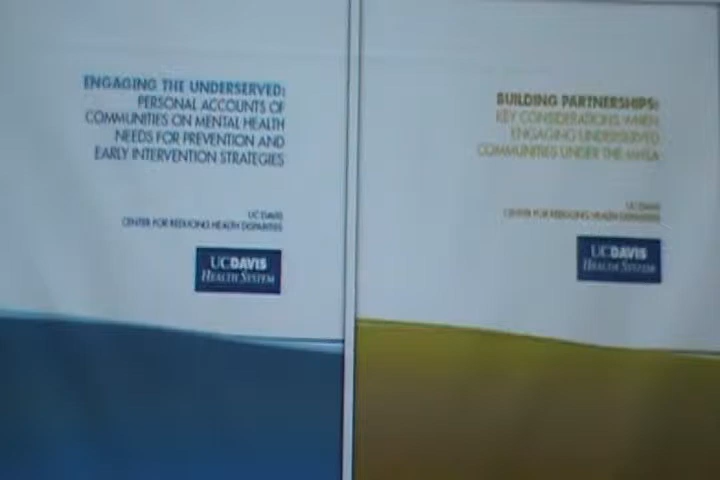 ENGAGING THE UNDERSERVED:
PERSONAL ACCOUNTS OF
COMMUNITIES ON MENTAL HEALTH
NEEDS FOR PREVENTION AND
EARLY INTERVENTION STRATEGIES
UC DAVIS
CENTER FOR REDUCING HEALTH DISPARITIES
UCDAVIS
HEALTH SYSTEM
BUILDING PARTNERSHIPS:
KEY CONSIDERATIONS WHEN
ENGAGING UNDERSERVED
COMMUNITIES UNDER THE MHSA
UC DAVIS
CENTER FOR REDUCING HEALTH DISPARITIES
UCDAVIS
HEALTH SYSTEM